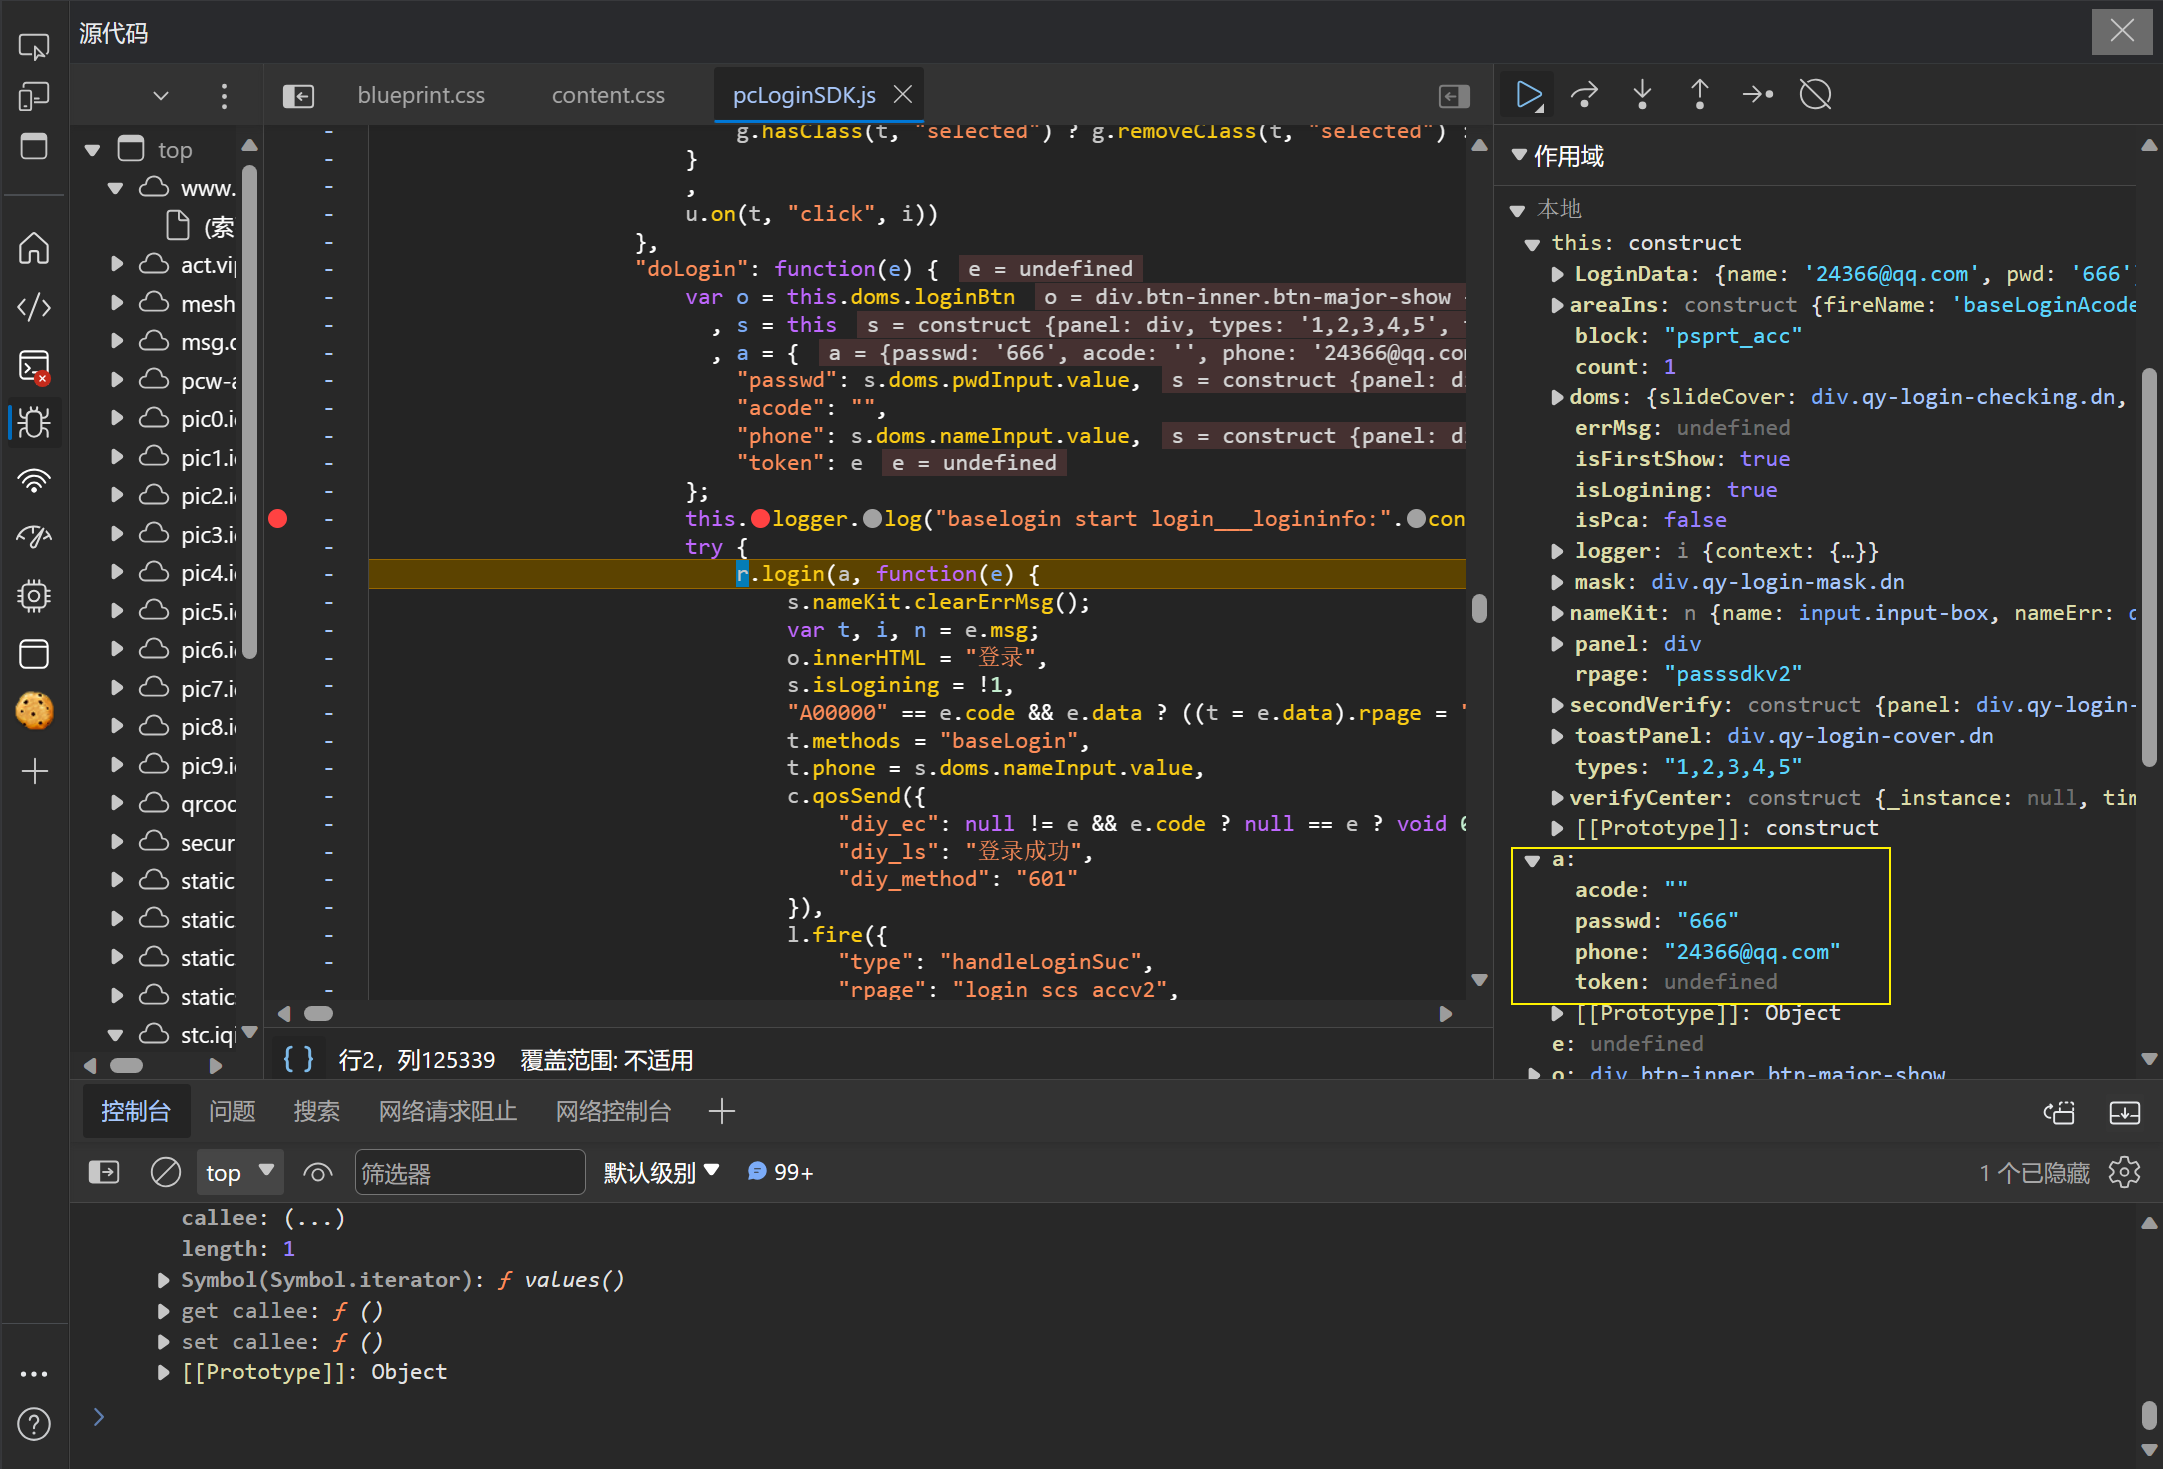 源代码
blueprint.css
content.css
pcLoginSDK.js
top
www.
(索
act.vip
mesh
msg.
pcw-a
pic0.i
pic1.i
pic2.i
pic3.i
pic4.i
pic5.i
pic6.i
pic7.i
pic8.i
pic9.i
qrcod
secur
static
static
static
static
stc.iqi
g.hasClass(t, "selected") ? g.removeClass(t, "selected") :
}
,
u.on(t, "click", i))
},
"doLogin": function(e) { e = undefined
var o = this.doms.loginBtn o = div.btn-inner.btn-major-show
, s = this s = construct {panel: div, types: '1,2,3,4,5',
, a = { a = {passwd: '666', acode: '', phone: '24366@qq.com
"passwd": s.doms.pwdInput.value, s = construct {panel: di
"acode": "",
"phone": s.doms.nameInput.value, s = construct {panel: di
"token": e e = undefined
};
this.logger.log("baselogin start login___logininfo:".con
try {
r.login(a, function(e) {
s.nameKit.clearErrMsg();
var t, i, n = e.msg;
o.innerHTML = "登录",
s.isLogining = !1,
"A00000" == e.code && e.data ? ((t = e.data).rpage = "
t.methods = "baseLogin",
t.phone = s.doms.nameInput.value,
c.qosSend({
"diy_ec": null != e && e.code ? null == e ? void 0
"diy_ls": "登录成功",
"diy_method": "601"
}),
l.fire({
"type": "handleLoginSuc",
"rpage": "login_scs_accv2",
{ } 行2，列125339 覆盖范围: 不适用
作用域
本地
this: construct
LoginData: {name: '24366@qq.com', pwd: '666'
areaIns: construct {fireName: 'baseLoginAcode
block: "psprt_acc"
count: 1
doms: {slideCover: div.qy-login-checking.dn,
errMsg: undefined
isFirstShow: true
isLogining: true
isPca: false
logger: i {context: {…}}
mask: div.qy-login-mask.dn
nameKit: n {name: input.input-box, nameErr: d
panel: div
rpage: "passsdkv2"
secondVerify: construct {panel: div.qy-login-
toastPanel: div.qy-login-cover.dn
types: "1,2,3,4,5"
verifyCenter: construct {_instance: null, tim
[[Prototype]]: construct
a:
acode: ""
passwd: "666"
phone: "24366@qq.com"
token: undefined
[[Prototype]]: Object
e: undefined
o: div.btn-inner.btn-major-show
控制台 问题 搜索 网络请求阻止 网络控制台
top 筛选器 默认级别 99+ 1 个已隐藏
callee: (...)
length: 1
Symbol(Symbol.iterator): ƒ values()
get callee: ƒ ()
set callee: ƒ ()
[[Prototype]]: Object